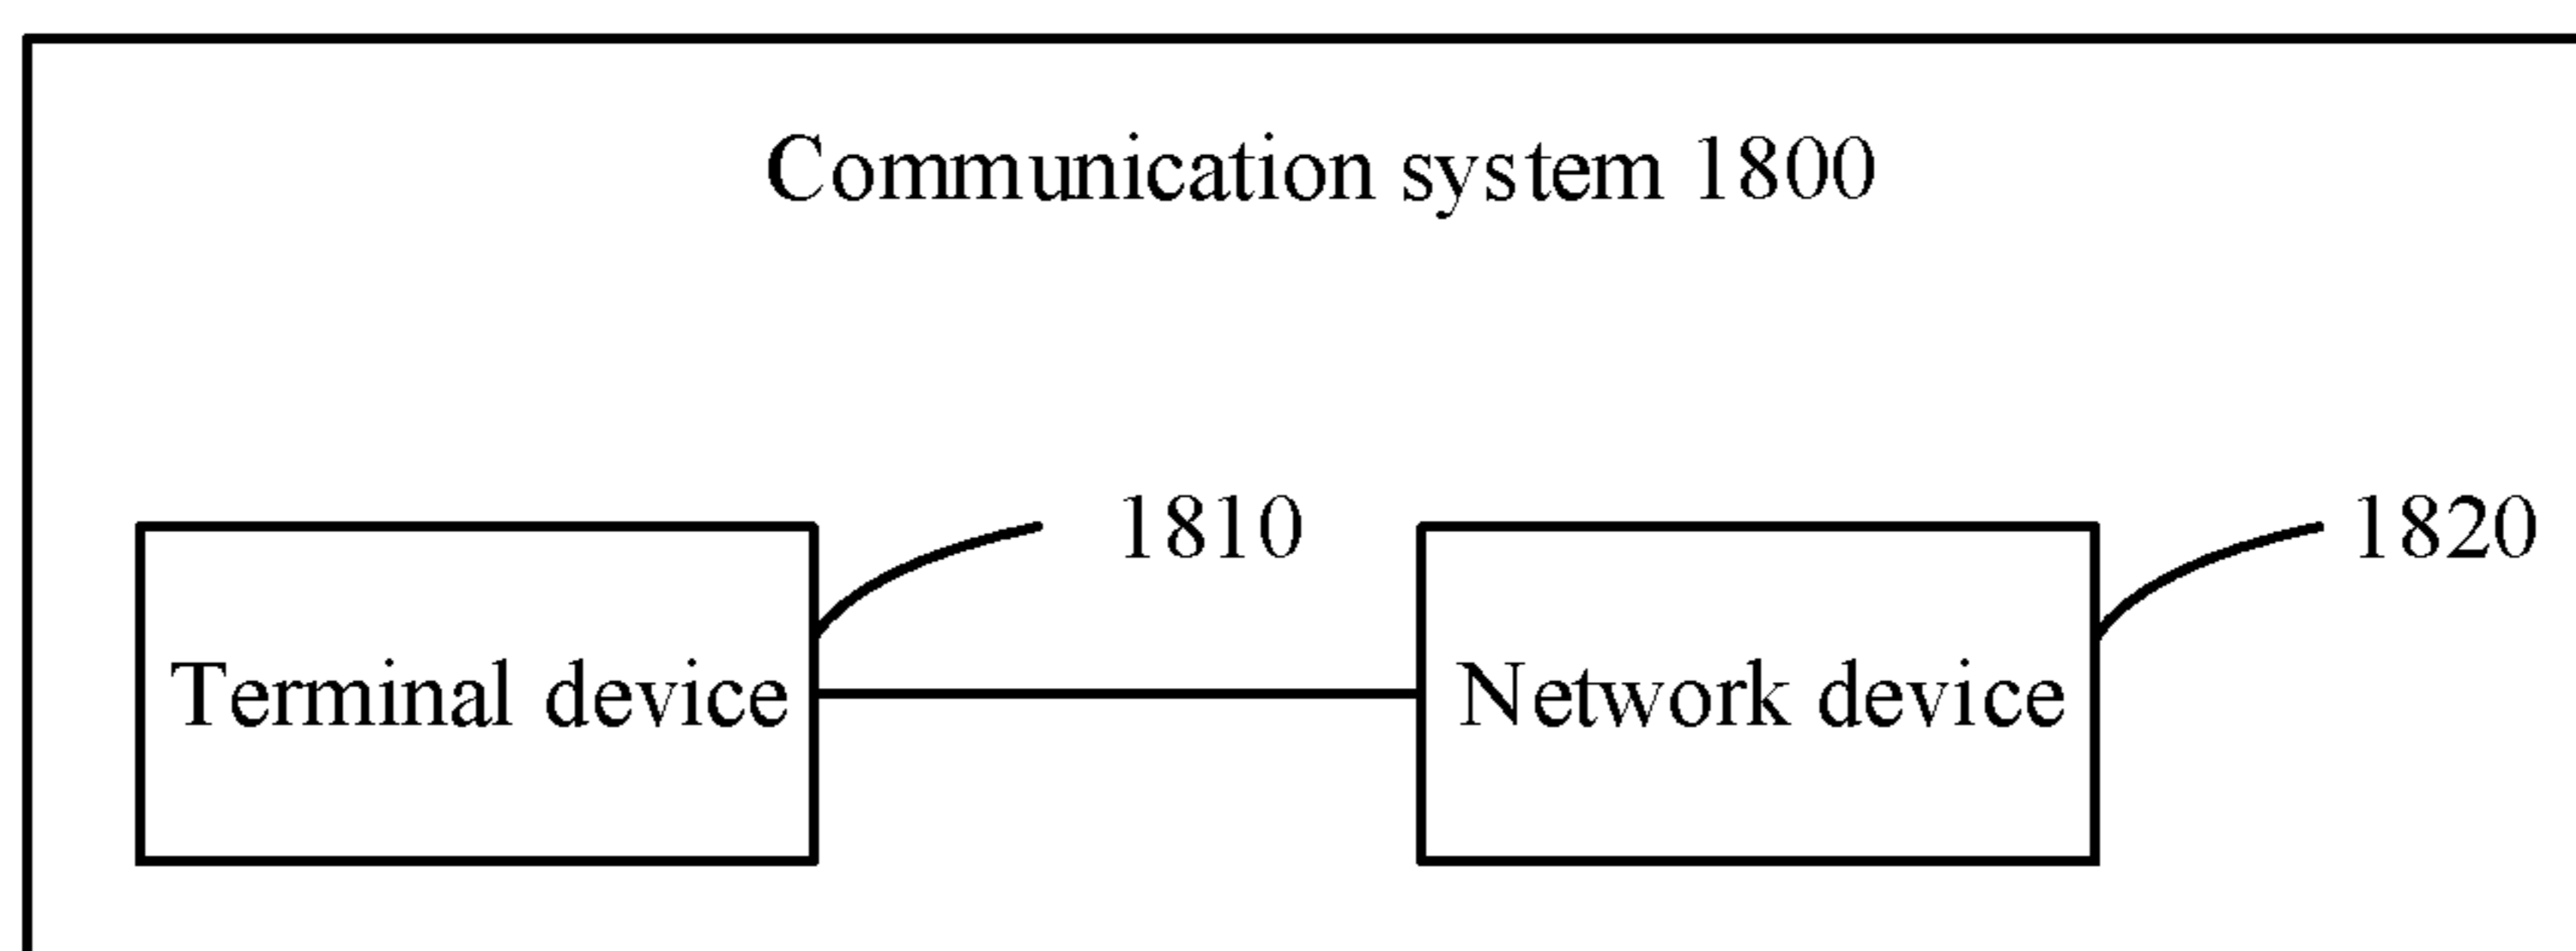 Communication system 1800
1810
1820
Terminal device
Network device